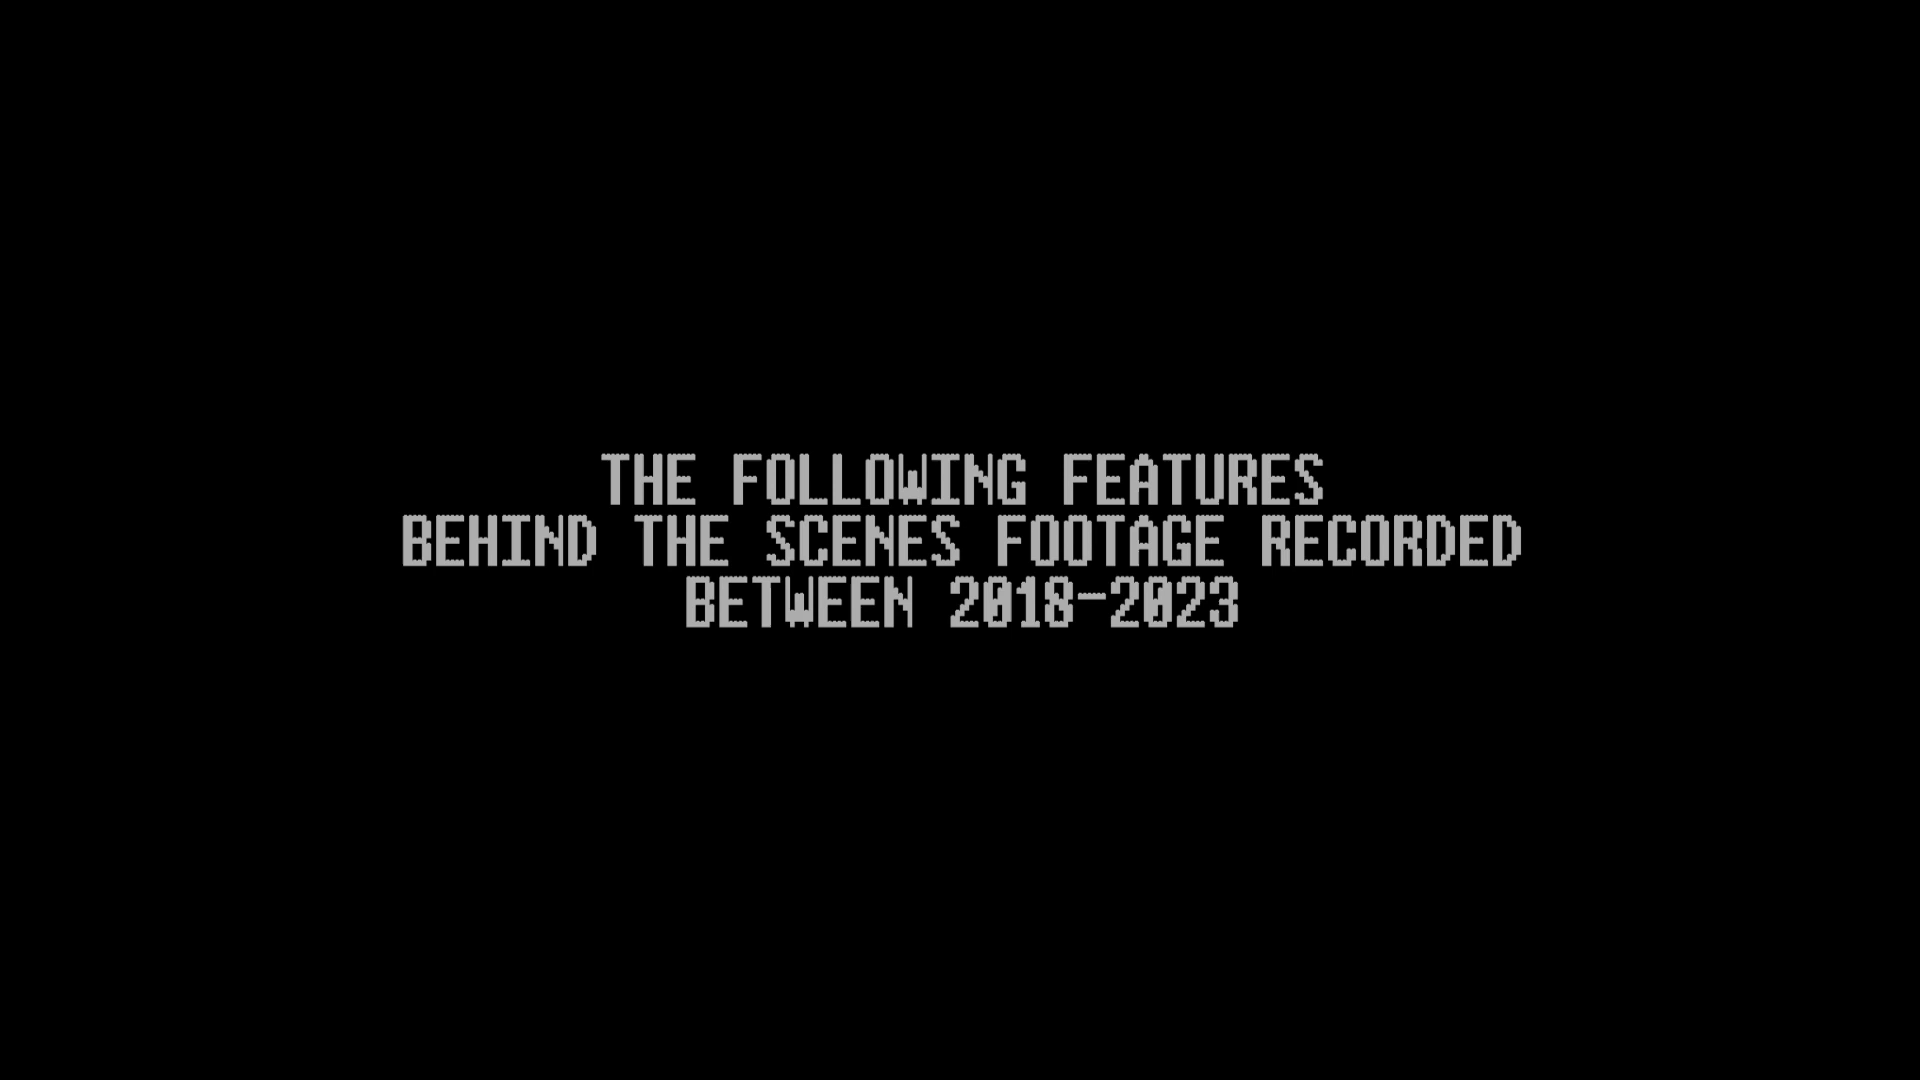 THE FOLLOWING FEATURES
BEHIND THE SCENES FOOTAGE RECORDED
BETWEEN 2018-2023